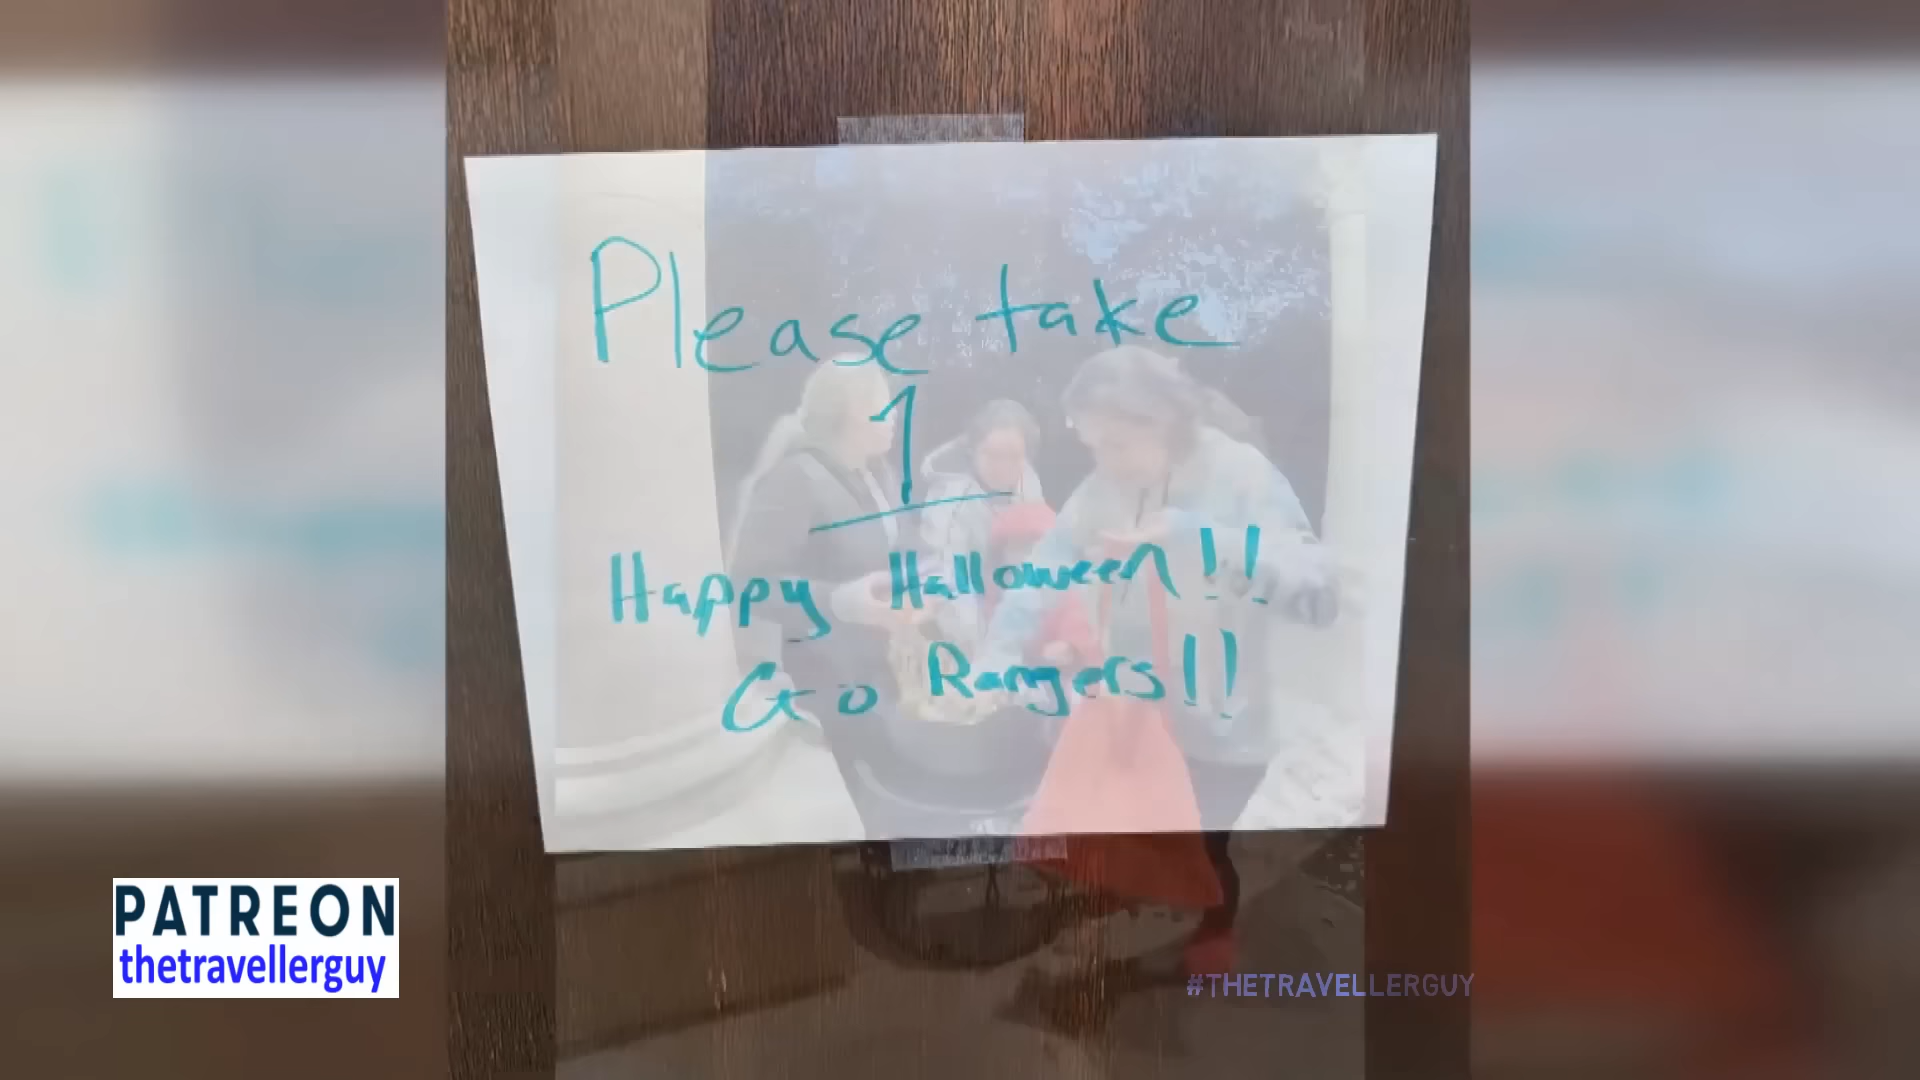 Please take
1
Happy Halloween!!
Go Rangers!!
PATREON
thetravellerguy
#THETRAVELLERGUY